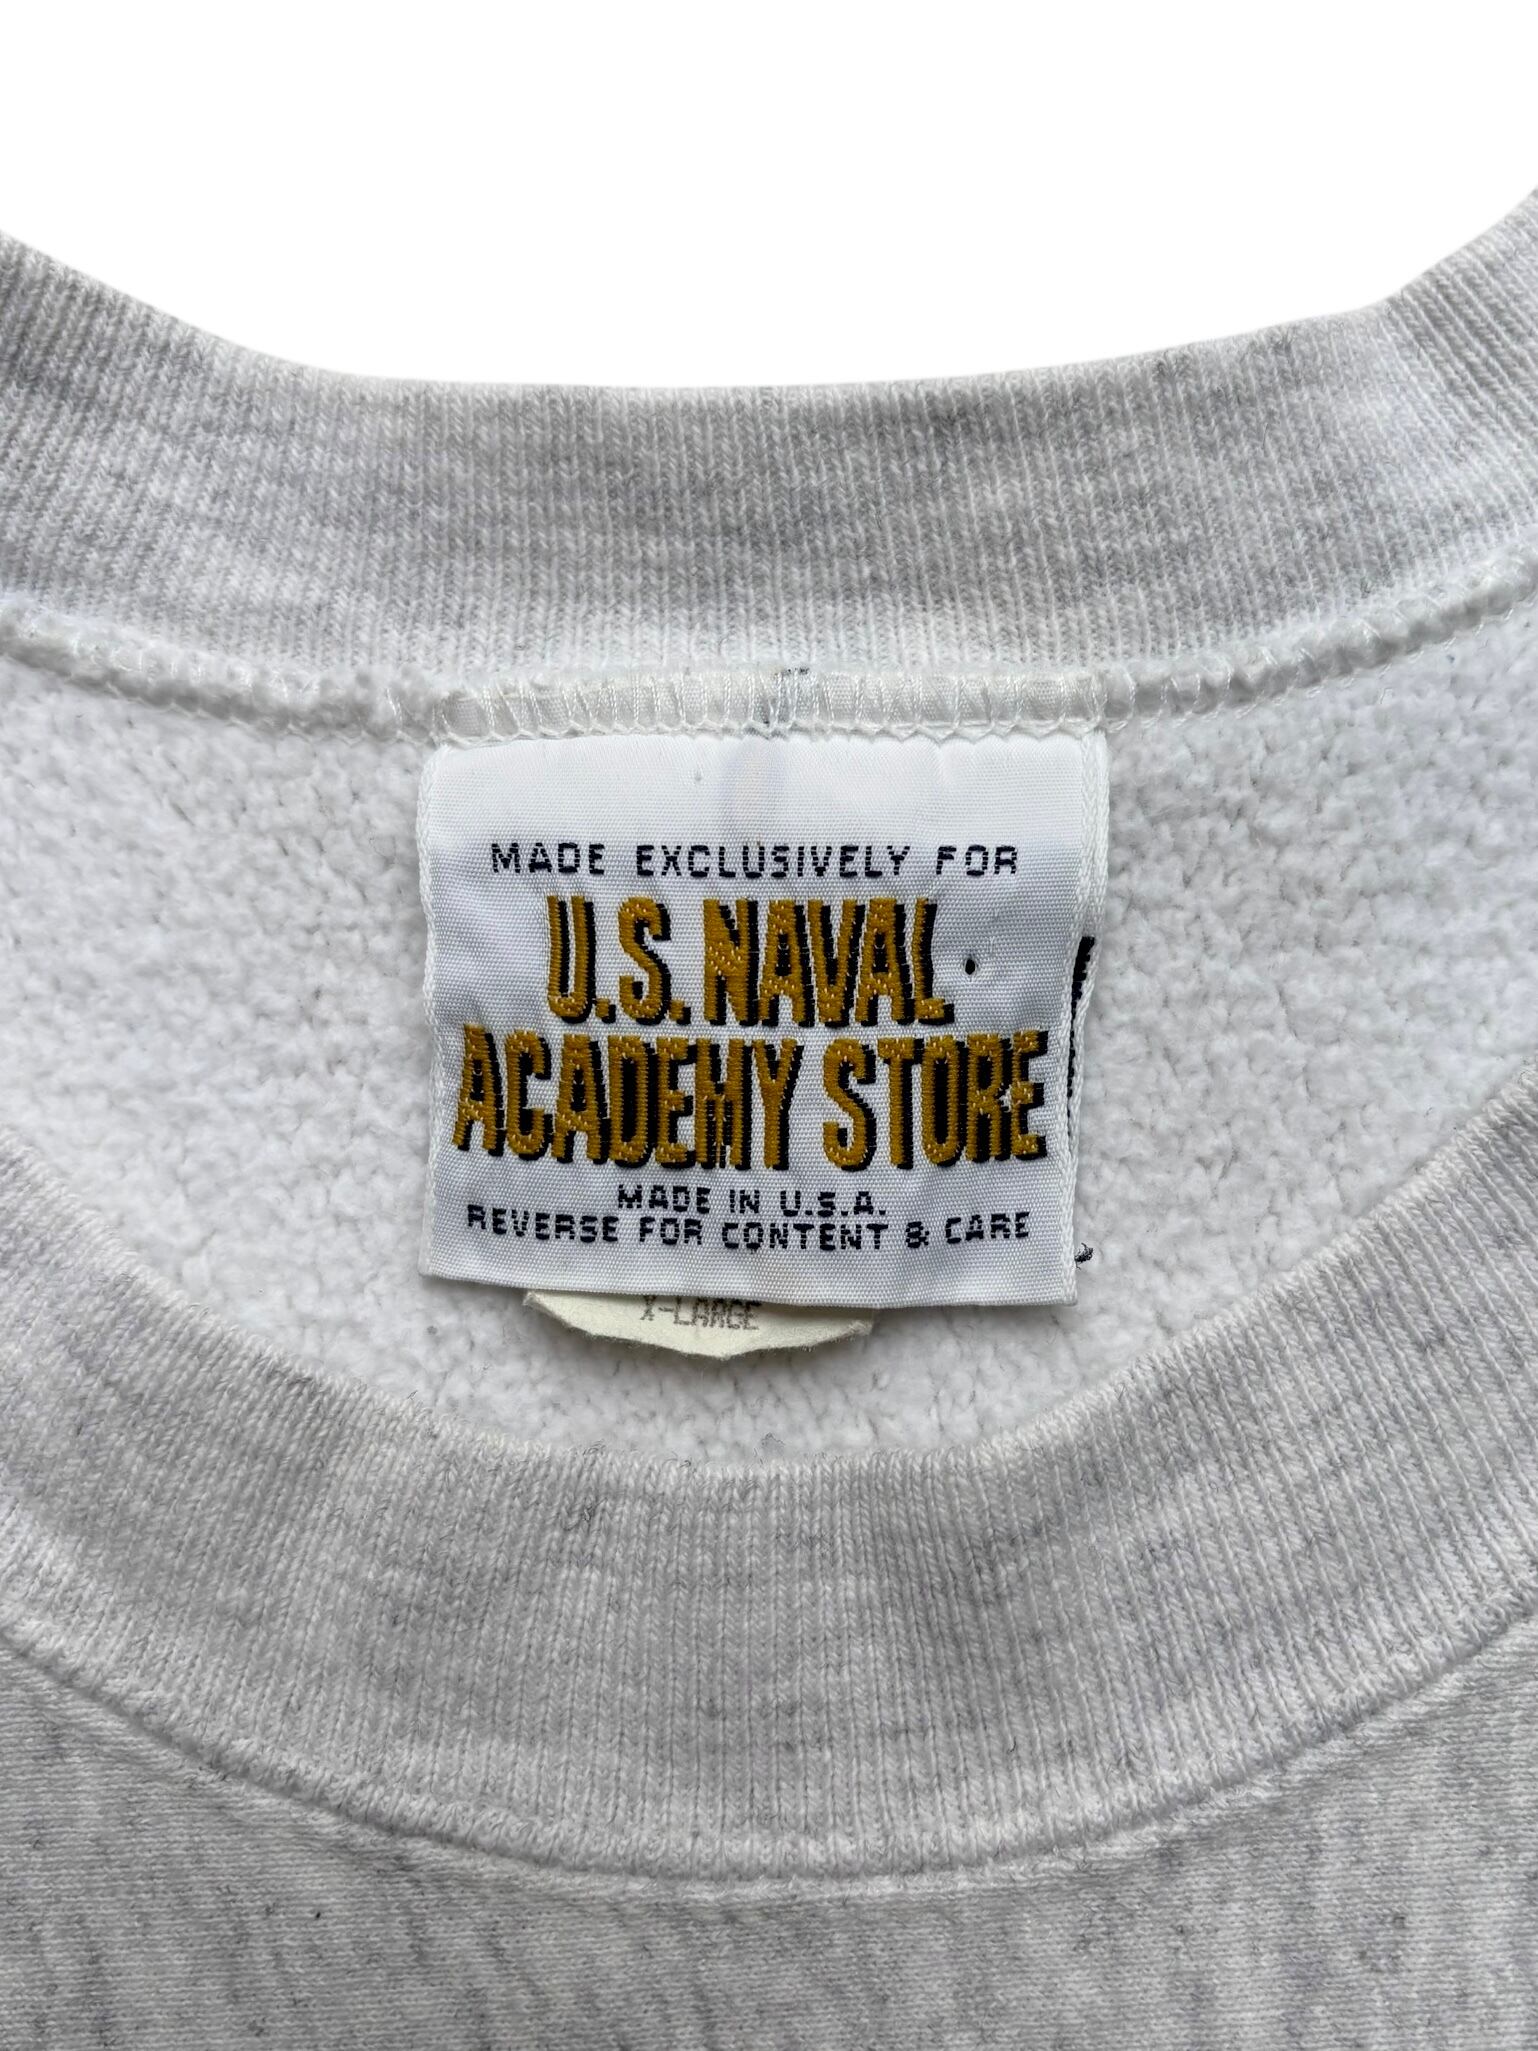 MADE EXCLUSIVELY FOR
U.S. NAVAL
ACADEMY STORE
MADE IN U.S.A.
REVERSE FOR CONTENT & CARE
X-LARGE